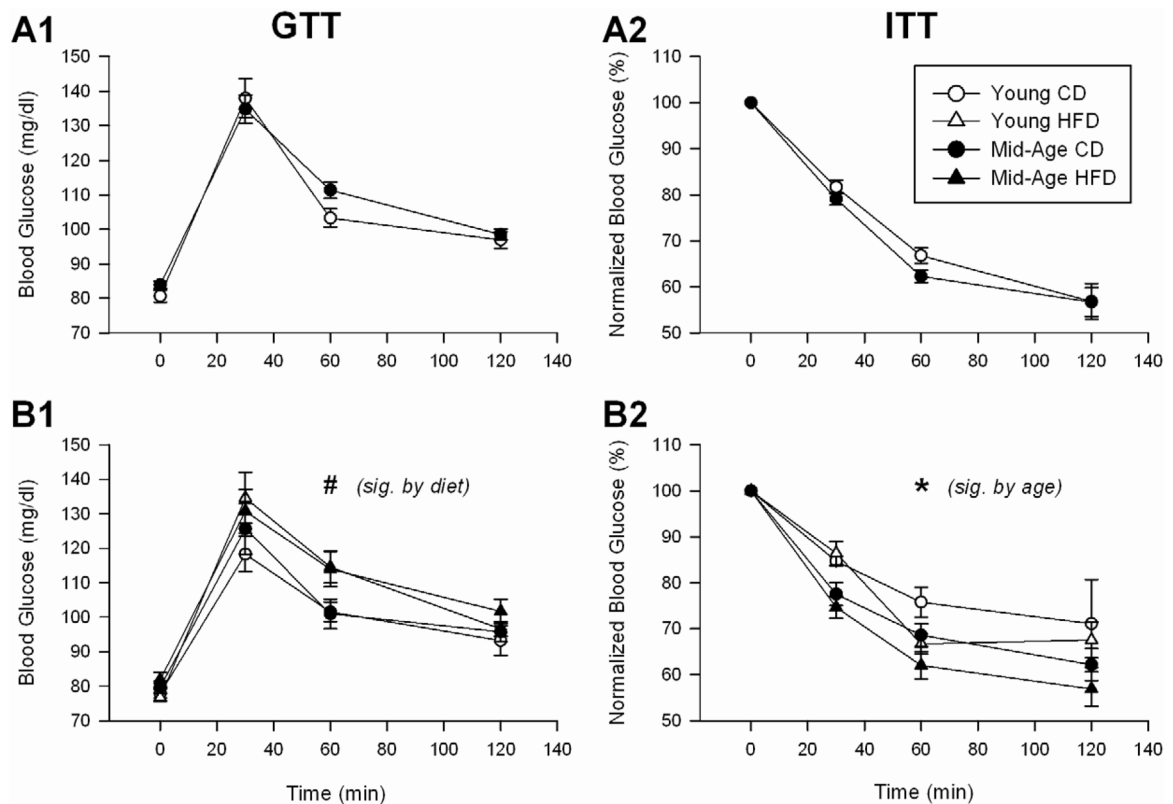 A1
GTT
A2
ITT
Blood Glucose (mg/dl)
150
140
130
120
110
100
90
80
70
0 20 40 60 80 100 120 140
Normalized Blood Glucose (%)
110
100
90
80
70
60
50
0 20 40 60 80 100 120 140
Young CD
Young HFD
Mid-Age CD
Mid-Age HFD
B1
B2
Blood Glucose (mg/dl)
150
140
130
120
110
100
90
80
70
# (sig. by diet)
0 20 40 60 80 100 120 140
Time (min)
Normalized Blood Glucose (%)
110
100
90
80
70
60
50
* (sig. by age)
0 20 40 60 80 100 120 140
Time (min)